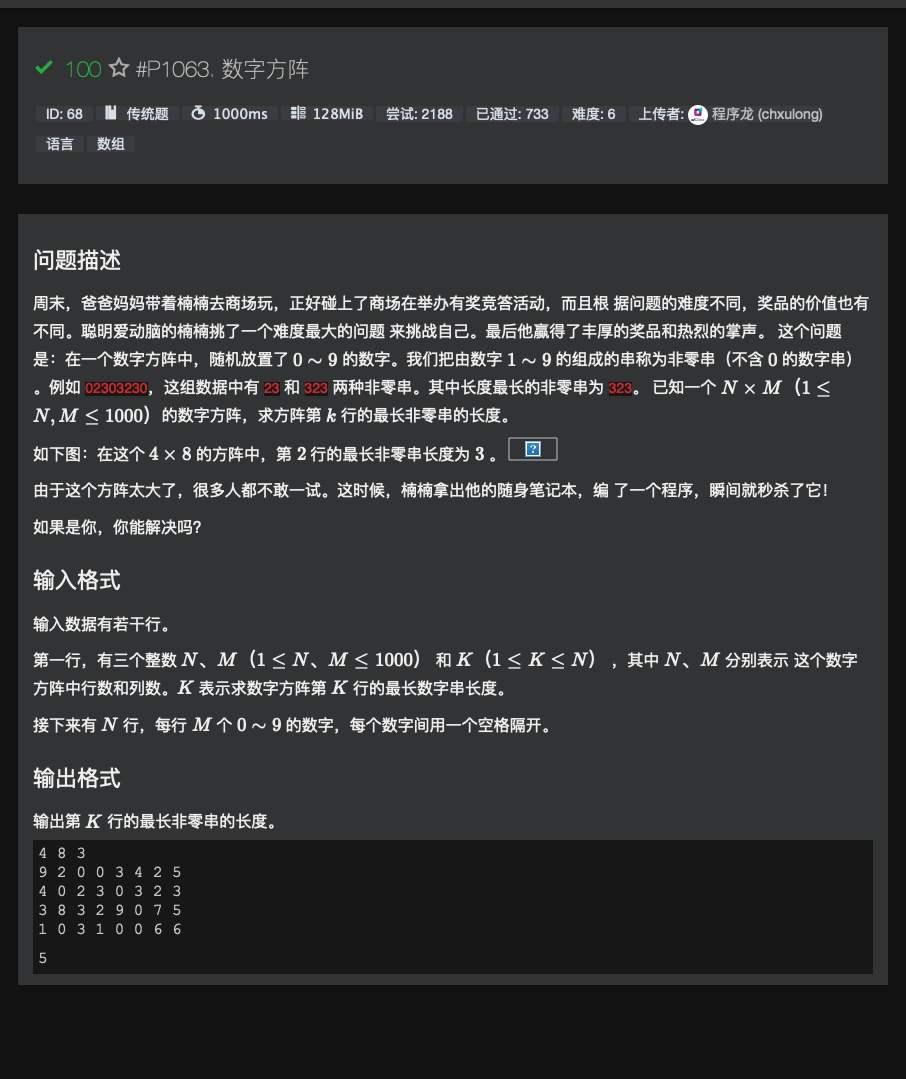 100 #P1063. 数字方阵
ID: 68 传统题 1000ms 128MiB 尝试: 2188 已通过: 733 难度: 6 上传者: 程序龙 (chxulong)
语言 数组
问题描述
周末，爸爸妈妈带着楠楠去商场玩，正好碰上了商场在举办有奖竞答活动，而且根 据问题的难度不同，奖品的价值也有
不同。聪明爱动脑的楠楠挑了一个难度最大的问题 来挑战自己。最后他赢得了丰厚的奖品和热烈的掌声。 这个问题
是：在一个数字方阵中，随机放置了 0 ∼ 9 的数字。我们把由数字 1 ∼ 9 的组成的串称为非零串（不含 0 的数字串）
。例如 02303230，这组数据中有 23 和 323 两种非零串。其中长度最长的非零串为 323。 已知一个 N × M（1 ≤
N, M ≤ 1000）的数字方阵，求方阵第 k 行的最长非零串的长度。
如下图：在这个 4 × 8 的方阵中，第 2 行的最长非零串长度为 3 。 ?
由于这个方阵太大了，很多人都不敢一试。这时候，楠楠拿出他的随身笔记本，编 了一个程序，瞬间就秒杀了它！
如果是你，你能解决吗？
输入格式
输入数据有若干行。
第一行，有三个整数 N、M（1 ≤ N、M ≤ 1000） 和 K（1 ≤ K ≤ N） ，其中 N、M 分别表示 这个数字
方阵中行数和列数。K 表示求数字方阵第 K 行的最长数字串长度。
接下来有 N 行，每行 M 个 0 ∼ 9 的数字，每个数字间用一个空格隔开。
输出格式
输出第 K 行的最长非零串的长度。
4 8 3
9 2 0 0 3 4 2 5
4 0 2 3 0 3 2 3
3 8 3 2 9 0 7 5
1 0 3 1 0 0 6 6
5